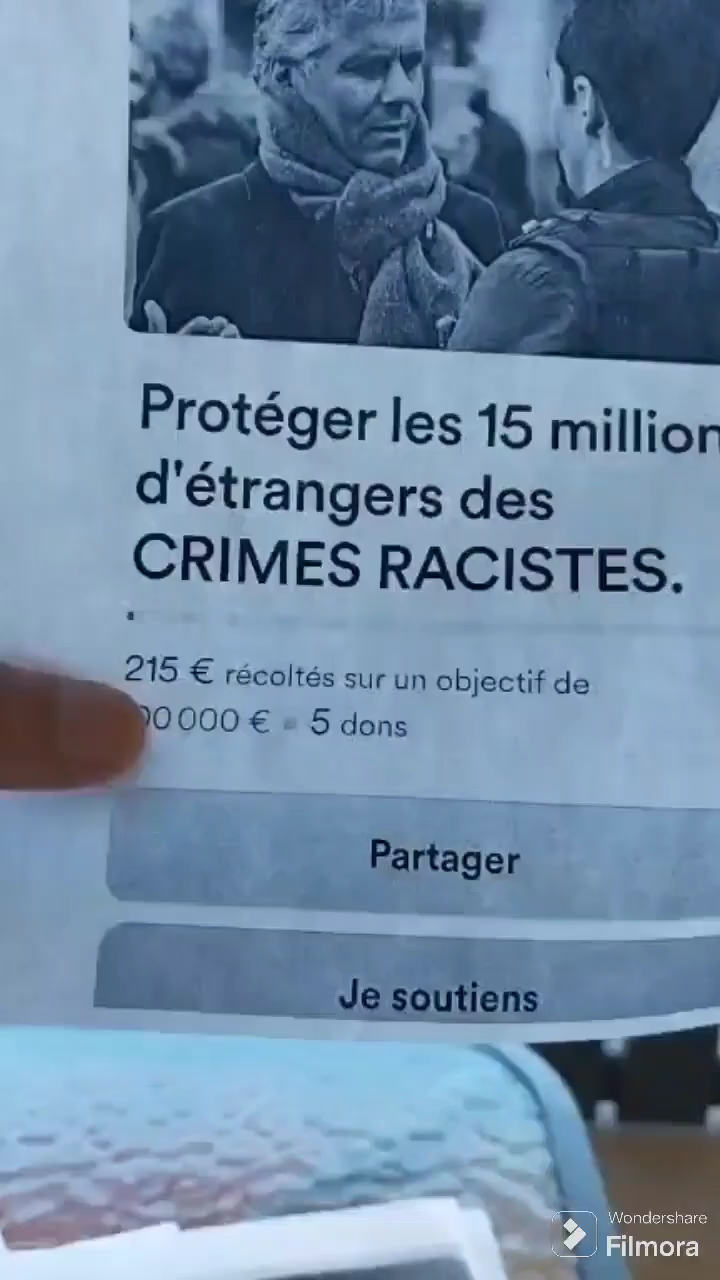 Protéger les 15 million
d'étrangers des
CRIMES RACISTES.
215 € récoltés sur un objectif de
00 000 € 5 dons
Partager
Je soutiens
Wondershare
Filmora